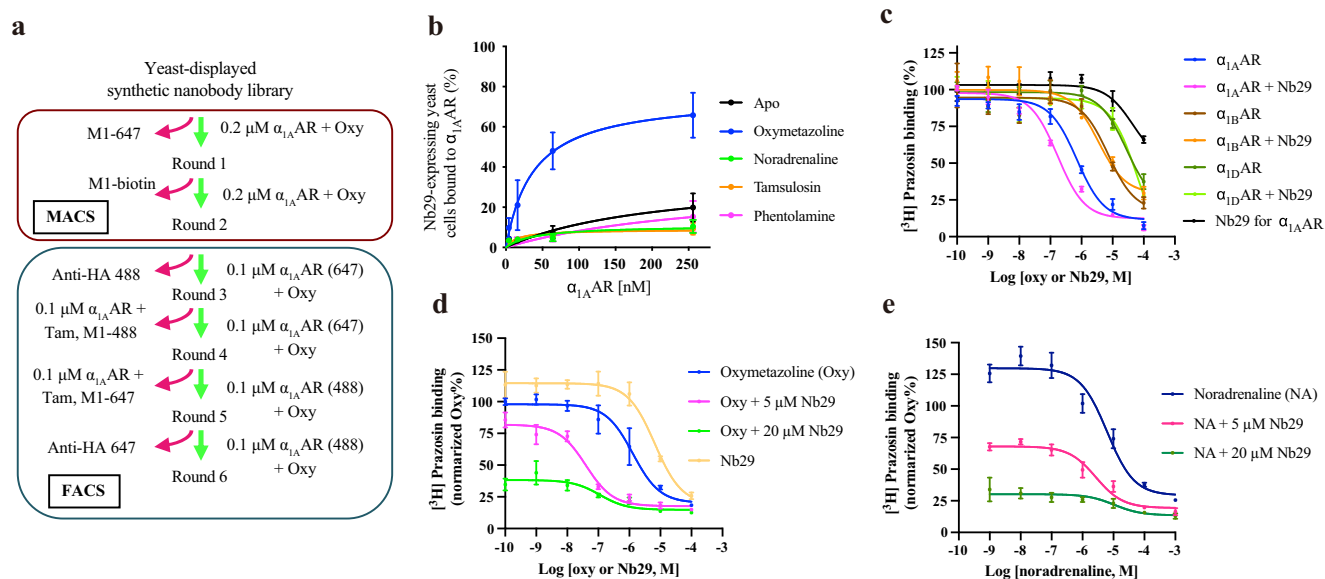 a
Yeast-displayed
synthetic nanobody library
M1-647
0.2 μM α1AAR + Oxy
Round 1
M1-biotin
0.2 μM α1AAR + Oxy
MACS
Round 2
Anti-HA 488
0.1 μM α1AAR (647)
+ Oxy
Round 3
0.1 μM α1AAR +
Tam, M1-488
0.1 μM α1AAR (647)
+ Oxy
Round 4
0.1 μM α1AAR +
Tam, M1-647
0.1 μM α1AAR (488)
+ Oxy
Round 5
Anti-HA 647
0.1 μM α1AAR (488)
+ Oxy
Round 6
FACS
b
Nb29-expressing yeast
cells bound to α1AAR (%)
100
80
60
40
20
0
0 50 100 150 200 250
α1AAR [nM]
Apo
Oxymetazoline
Noradrenaline
Tamsulosin
Phentolamine
c
[³H] Prazosin binding (%)
125
100
75
50
25
0
-10 -9 -8 -7 -6 -5 -4 -3
Log [oxy or Nb29, M]
α1AAR
α1AAR + Nb29
α1BAR
α1BAR + Nb29
α1DAR
α1DAR + Nb29
Nb29 for α1AAR
d
[³H] Prazosin binding
(normarized Oxy%)
150
125
100
75
50
25
0
-10 -9 -8 -7 -6 -5 -4 -3
Log [oxy or Nb29, M]
Oxymetazoline (Oxy)
Oxy + 5 μM Nb29
Oxy + 20 μM Nb29
Nb29
e
[³H] Prazosin binding
(normalized Oxy%)
150
125
100
75
50
25
0
-10 -9 -8 -7 -6 -5 -4 -3
Log [noradrenaline, M]
Noradrenaline (NA)
NA + 5 μM Nb29
NA + 20 μM Nb29